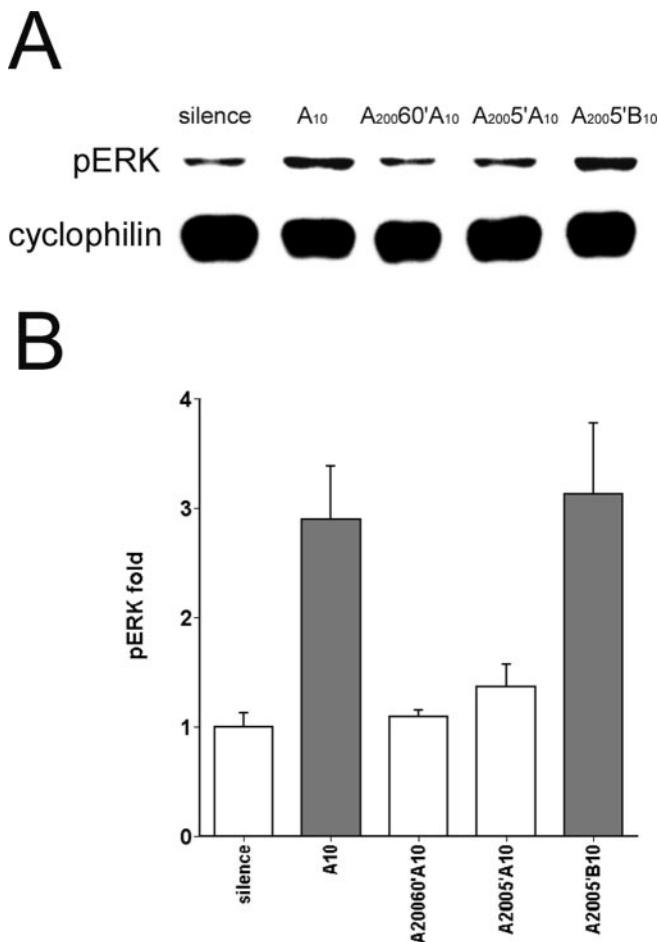 A
silence A₁₀ A₂₀₀60'A₁₀ A₂₀₀5'A₁₀ A₂₀₀5'B₁₀
pERK
cyclophilin
B
4
3
2
1
0
pERK fold
silence
A10
A20060'A10
A2005'A10
A2005'B10